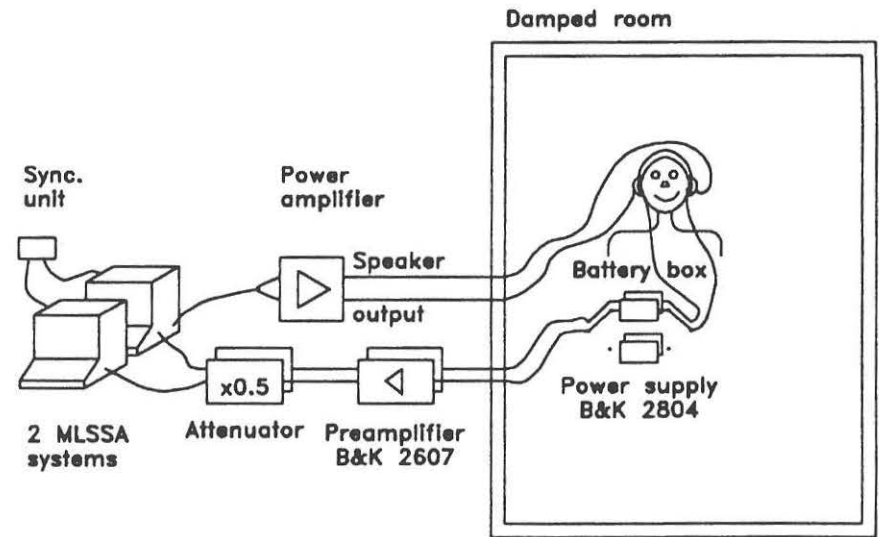 Damped room
Sync.
unit
Power
amplifier
Speaker
output
Battery box
x0.5
Power supply
B&K 2804
2 MLSSA
systems
Attenuator
Preamplifier
B&K 2607